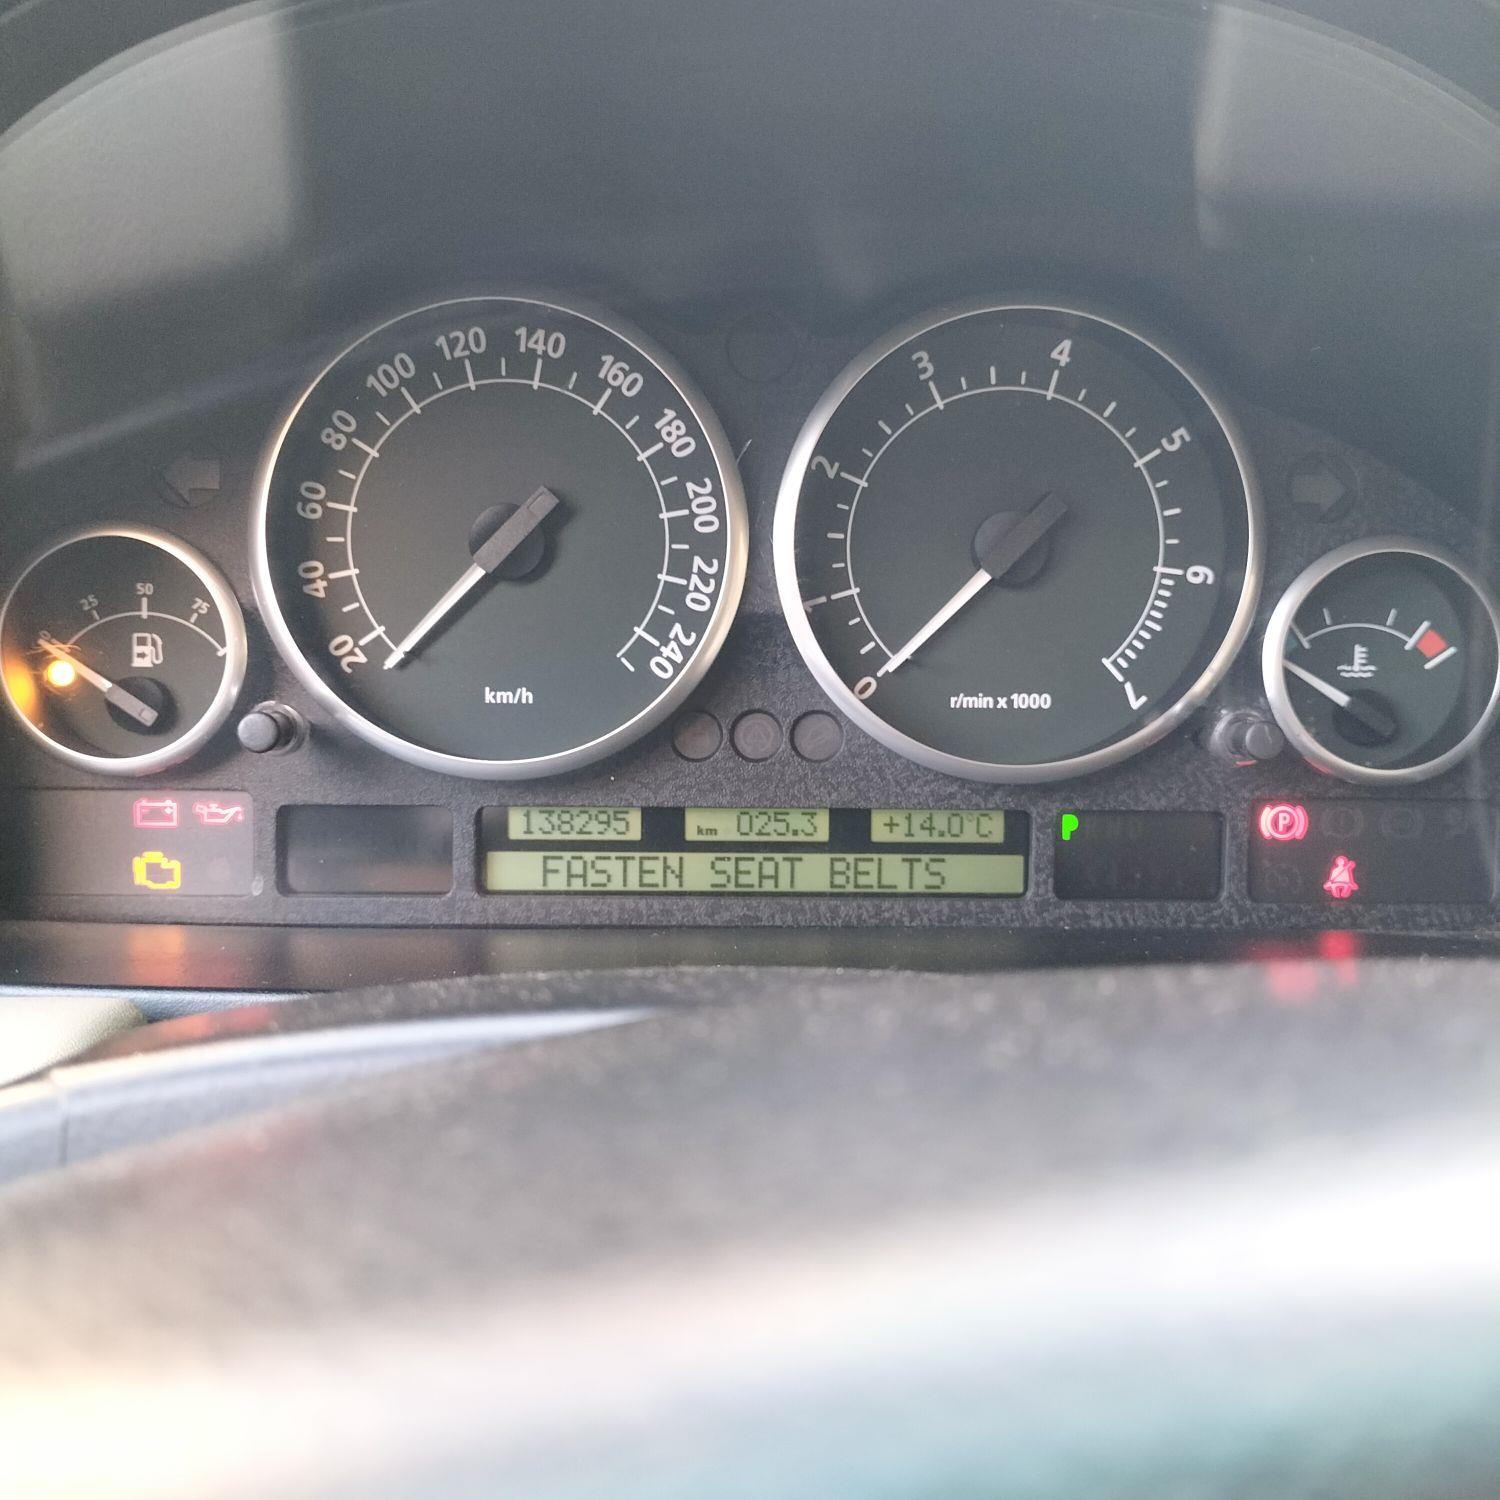 20 40 60 80 100 120 140 160 180 200 220 240
km/h
0 1 2 3 4 5 6 7
r/min x 1000
25 50 75
138295 km 025.3 +14.0°C
FASTEN SEAT BELTS
P
P